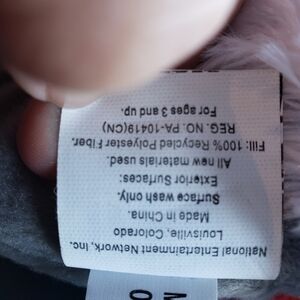 National Entertainment Network, Inc.
Louisville, Colorado
Made in China.
Surface wash only.
Exterior Surfaces:
All new materials used.
Fill: 100% Recycled Polyester Fiber.
REG. NO. PA-10419(CN)
For ages 3 and up.